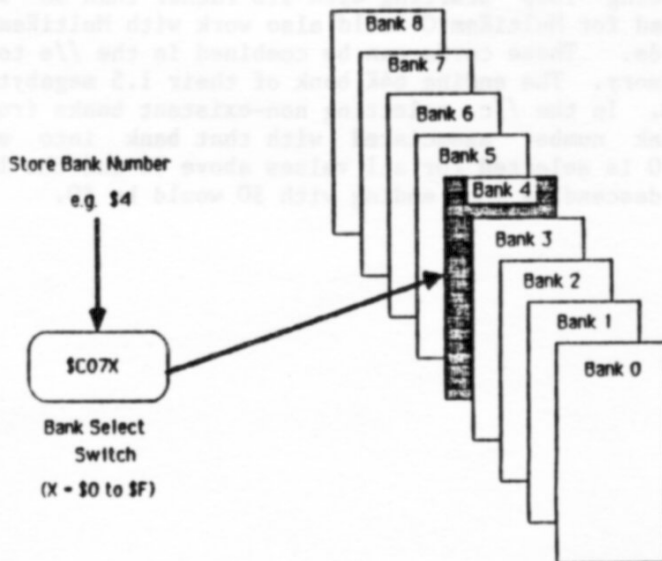 Bank 8
Bank 7
Bank 6
Bank 5
Bank 4
Bank 3
Bank 2
Bank 1
Bank 0
Store Bank Number
e.g. $4
$C07X
Bank Select
Switch
(X = $0 to $F)